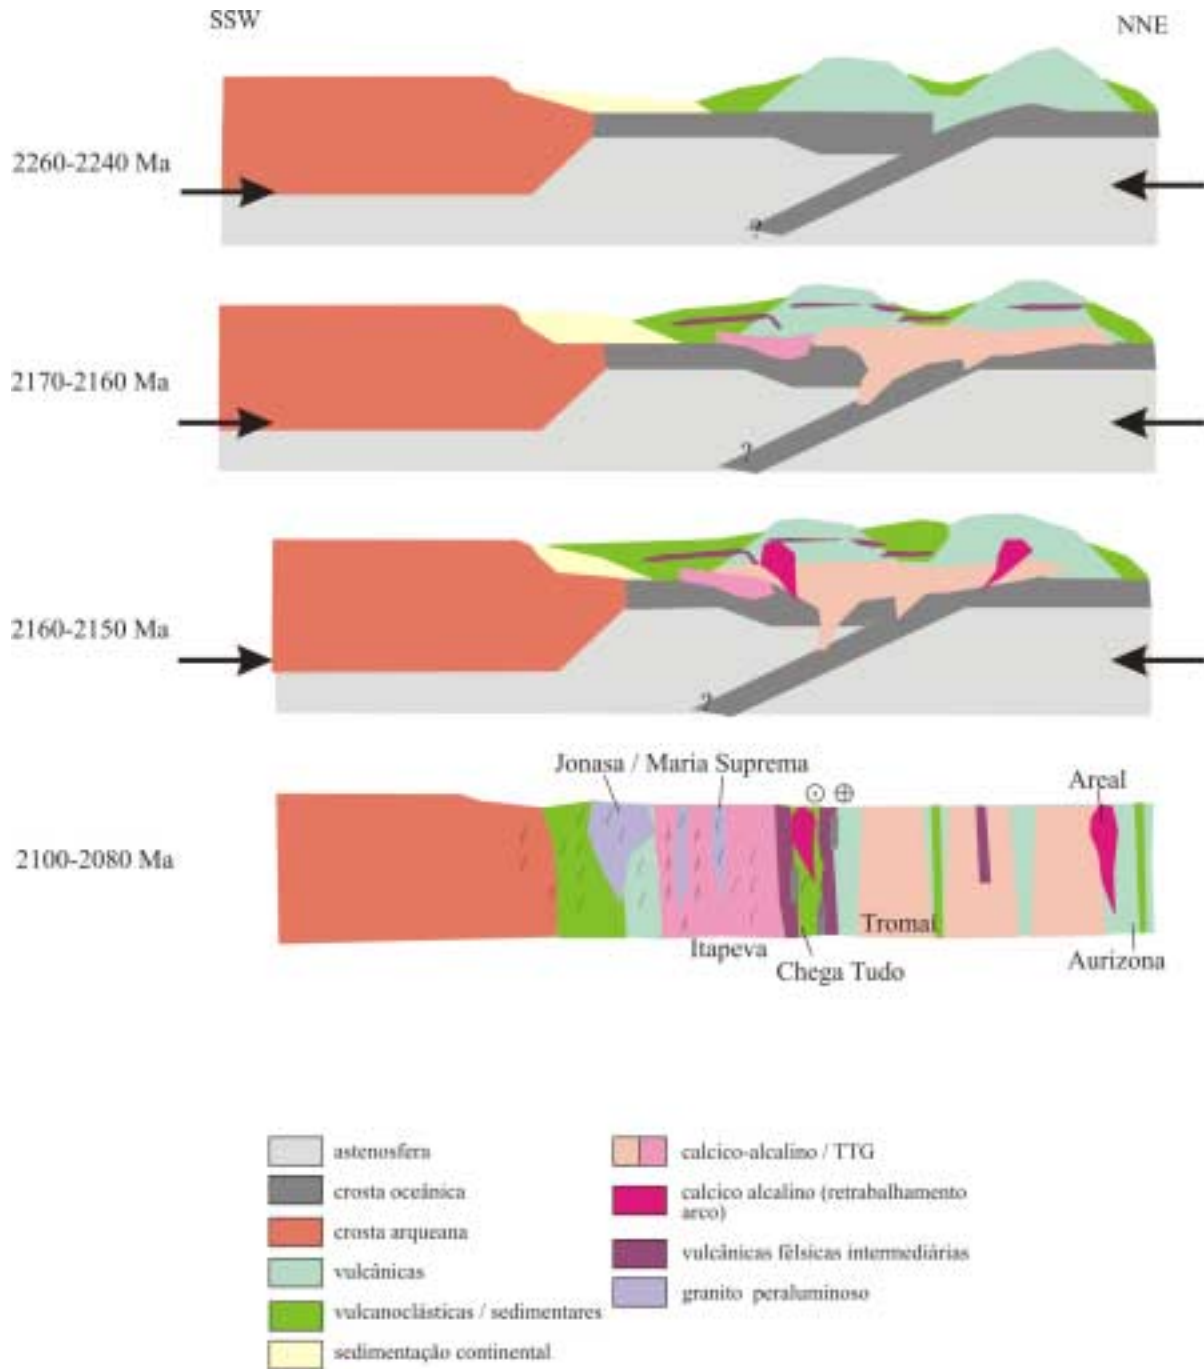 SSW
NNE
2260-2240 Ma
?
2170-2160 Ma
?
2160-2150 Ma
?
Jonasa / Maria Suprema
Areal
2100-2080 Ma
Itapeva
Tromaí
Chega Tudo
Aurizona
astenosfera
crosta oceânica
crosta arqueana
vulcânicas
vulcanoclásticas / sedimentares
sedimentação continental
calcico-alcalino / TTG
calcico alcalino (retrabalhamento
arco)
vulcânicas félsicas intermediárias
granito peraluminoso